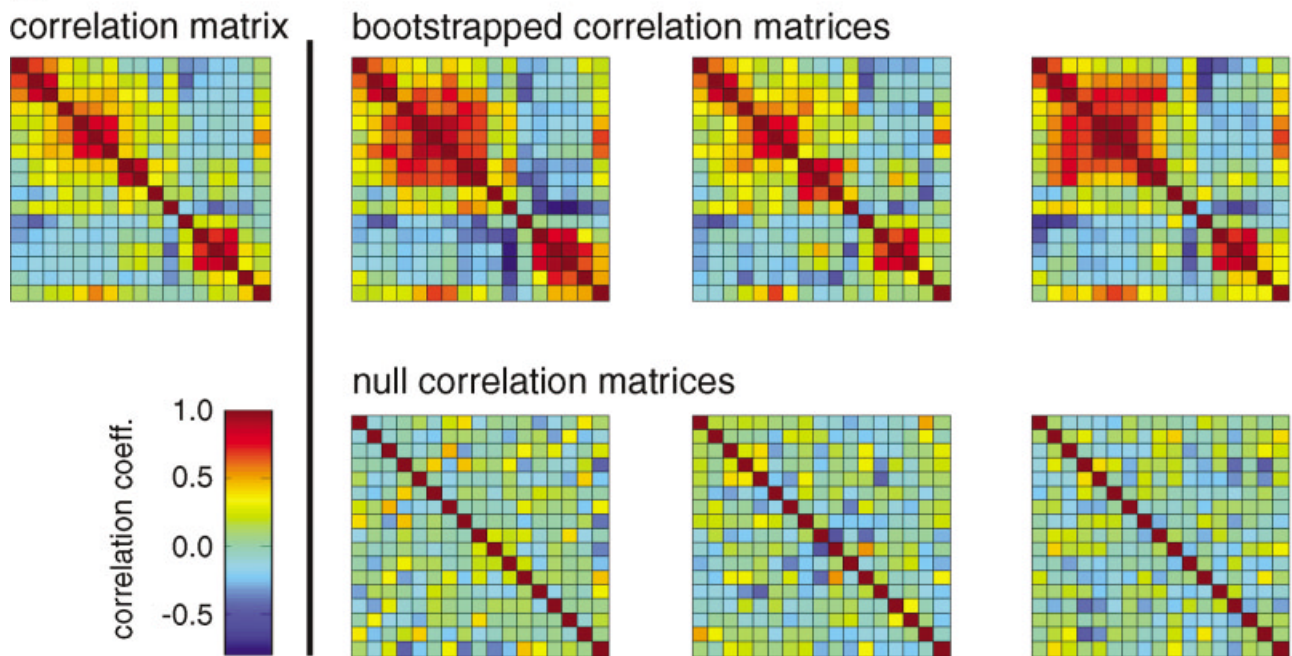 correlation matrix
bootstrapped correlation matrices
null correlation matrices
correlation coeff.
1.0
0.5
0.0
-0.5